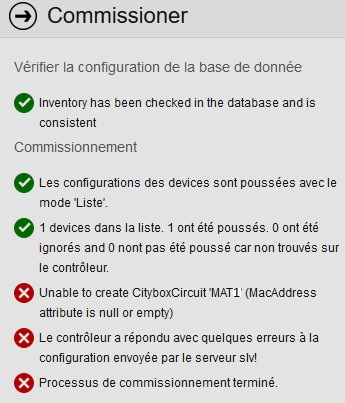 Commissioner
Vérifier la configuration de la base de donnée
Inventory has been checked in the database and is
consistent
Commissionnement
Les configurations des devices sont poussées avec le
mode 'Liste'.
1 devices dans la liste. 1 ont été poussés. 0 ont été
ignorés and 0 nont pas été poussé car non trouvés sur
le contrôleur.
Unable to create CityboxCircuit 'MAT1' (MacAddress
attribute is null or empty)
Le contrôleur a répondu avec quelques erreurs à la
configuration envoyée par le serveur slv!
Processus de commissionnement terminé.